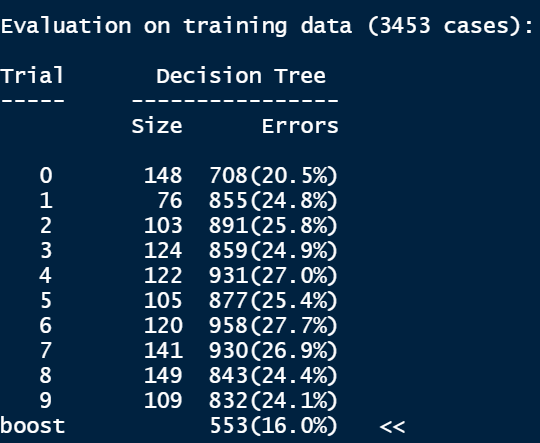 Evaluation on training data (3453 cases):
Trial Decision Tree
----- ----------------
Size Errors
0 148 708(20.5%)
1 76 855(24.8%)
2 103 891(25.8%)
3 124 859(24.9%)
4 122 931(27.0%)
5 105 877(25.4%)
6 120 958(27.7%)
7 141 930(26.9%)
8 149 843(24.4%)
9 109 832(24.1%)
boost 553(16.0%) <<